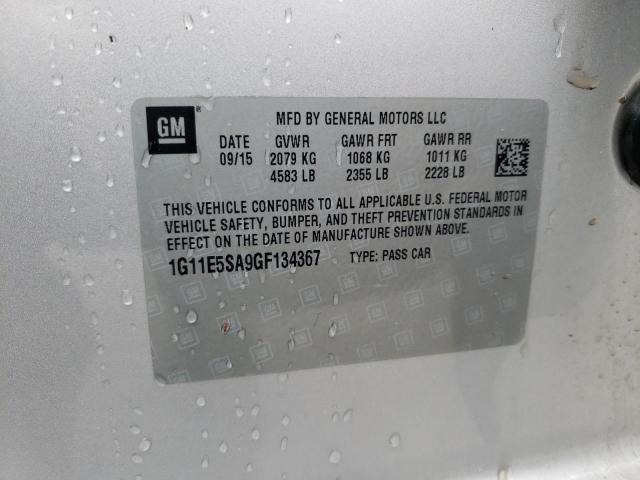 GM
MFD BY GENERAL MOTORS LLC
DATE GVWR GAWR FRT GAWR RR
09/15 2079 KG 1068 KG 1011 KG
4583 LB 2355 LB 2228 LB
THIS VEHICLE CONFORMS TO ALL APPLICABLE U.S. FEDERAL MOTOR
VEHICLE SAFETY, BUMPER, AND THEFT PREVENTION STANDARDS IN
EFFECT ON THE DATE OF MANUFACTURE SHOWN ABOVE.
1G11E5SA9GF134367 TYPE: PASS CAR